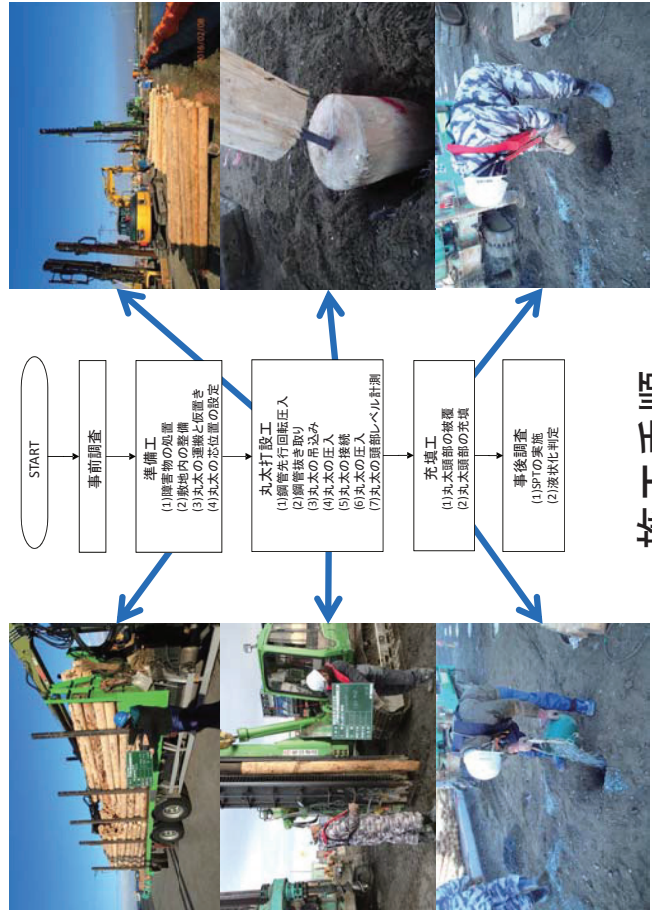 START
事前調査
準備工
(1)障害物の処置
(2)敷地内の整備
(3)丸太の運搬と仮置き
(4)丸太の芯位置の設定
丸太打設工
(1)鋼管先行回転圧入
(2)鋼管抜き取り
(3)丸太の吊込み
(4)丸太の圧入
(5)丸太の接続
(6)丸太の圧入
(7)丸太の頭部レベル計測
充填工
(1)丸太頭部の被覆
(2)丸太頭部の充填
事後調査
(1)SPTの実施
(2)液状化判定
2016/02/08